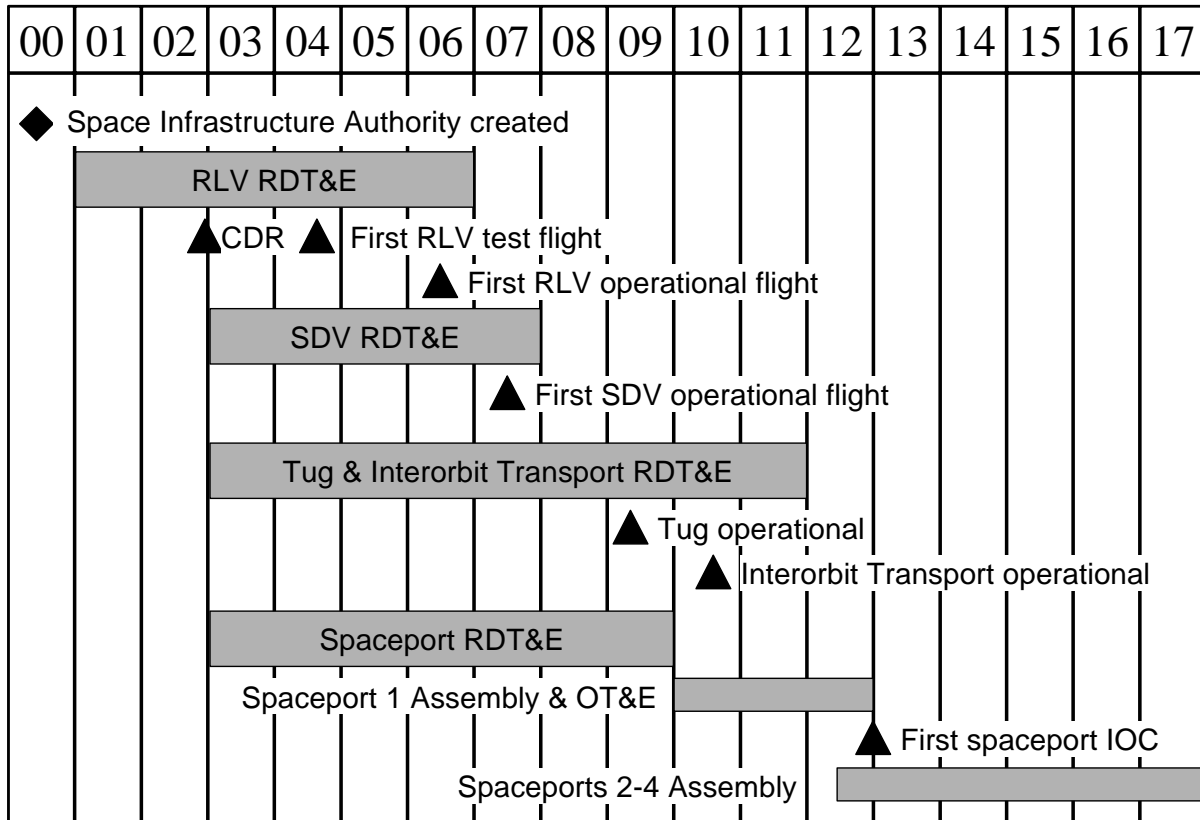 00 01 02 03 04 05 06 07 08 09 10 11 12 13 14 15 16 17
Space Infrastructure Authority created
RLV RDT&E
CDR First RLV test flight
First RLV operational flight
SDV RDT&E
First SDV operational flight
Tug & Interorbit Transport RDT&E
Tug operational
Interorbit Transport operational
Spaceport RDT&E
Spaceport 1 Assembly & OT&E
First spaceport IOC
Spaceports 2-4 Assembly